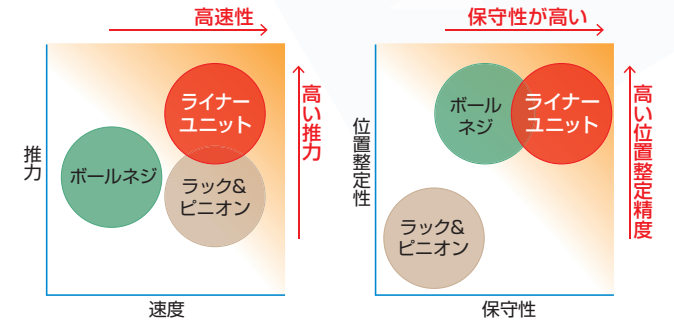 高速性
推力
ボールネジ
ライナー
ユニット
ラック&
ピニオン
高い推力
速度
保守性が高い
位置整定性
ボール
ネジ
ライナー
ユニット
ラック&
ピニオン
高い位置整定精度
保守性